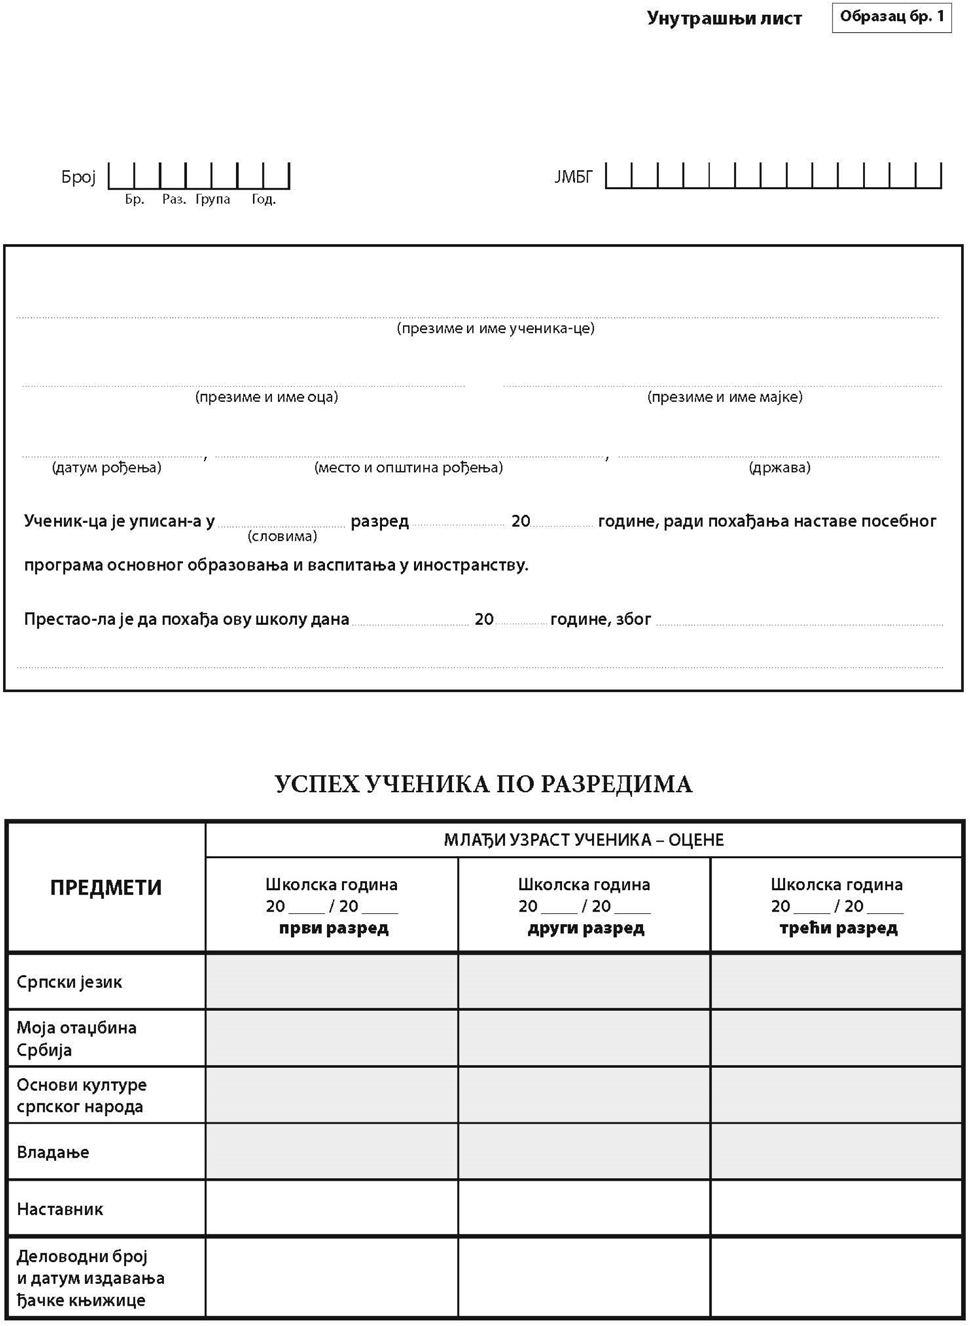 Унутрашњи лист Образац бр. 1
Број ЈМБГ
Бр. Раз. Група Год.
(презиме и име ученика-це)
(презиме и име оца) (презиме и име мајке)
, ,
(датум рођења) (место и општина рођења) (држава)
Ученик-ца је уписан-а у разред 20 године, ради похађања наставе посебног
(словима)
програма основног образовања и васпитања у иностранству.
Престао-ла је да похађа ову школу дана 20 године, због
УСПЕХ УЧЕНИКА ПО РАЗРЕДИМА
ПРЕДМЕТИ
МЛАЂИ УЗРАСТ УЧЕНИКА – ОЦЕНЕ
Школска година
20 ____ / 20 ____
први разред
Школска година
20 ____ / 20 ____
други разред
Школска година
20 ____ / 20 ____
трећи разред
Српски језик
Моја отаџбина
Србија
Основи културе
српског народа
Владање
Наставник
Деловодни број
и датум издавања
ђачке књижице